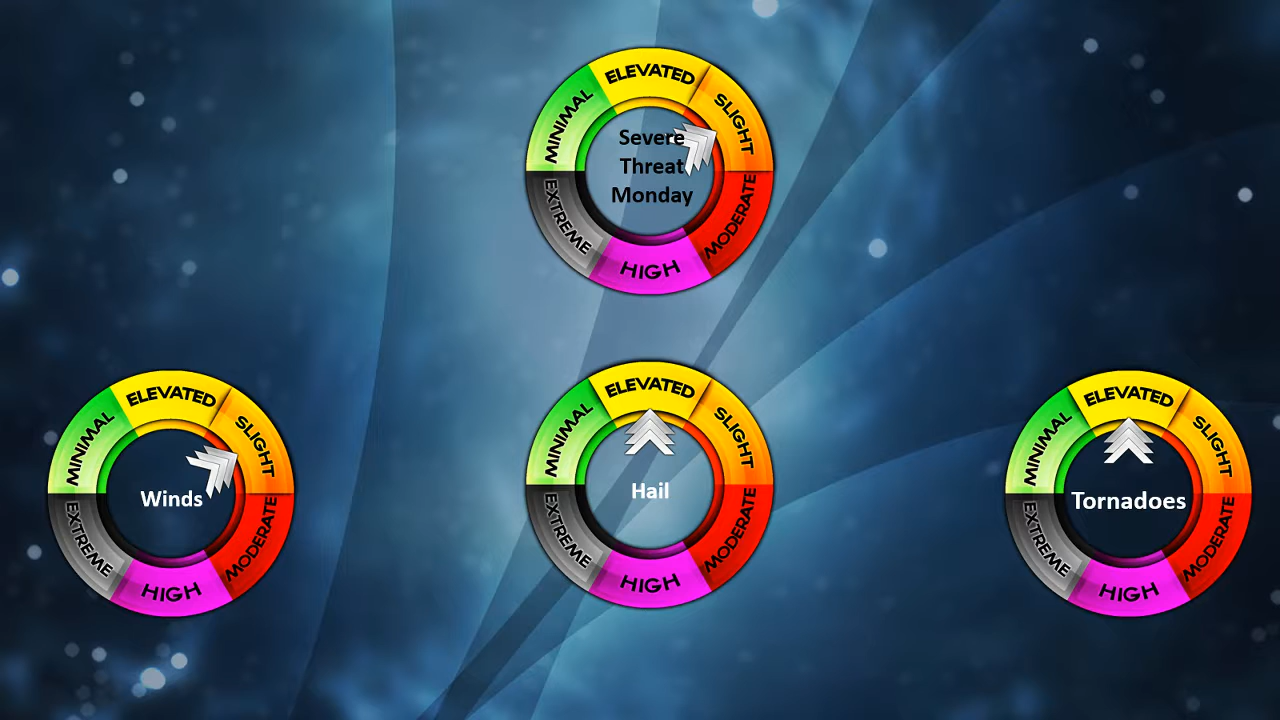 ELEVATED
MINIMAL
SLIGHT
Severe
Threat
Monday
EXTREME
MODERATE
HIGH
ELEVATED
MINIMAL
SLIGHT
Winds
EXTREME
MODERATE
HIGH
ELEVATED
MINIMAL
SLIGHT
Hail
EXTREME
MODERATE
HIGH
ELEVATED
MINIMAL
SLIGHT
Tornadoes
EXTREME
MODERATE
HIGH